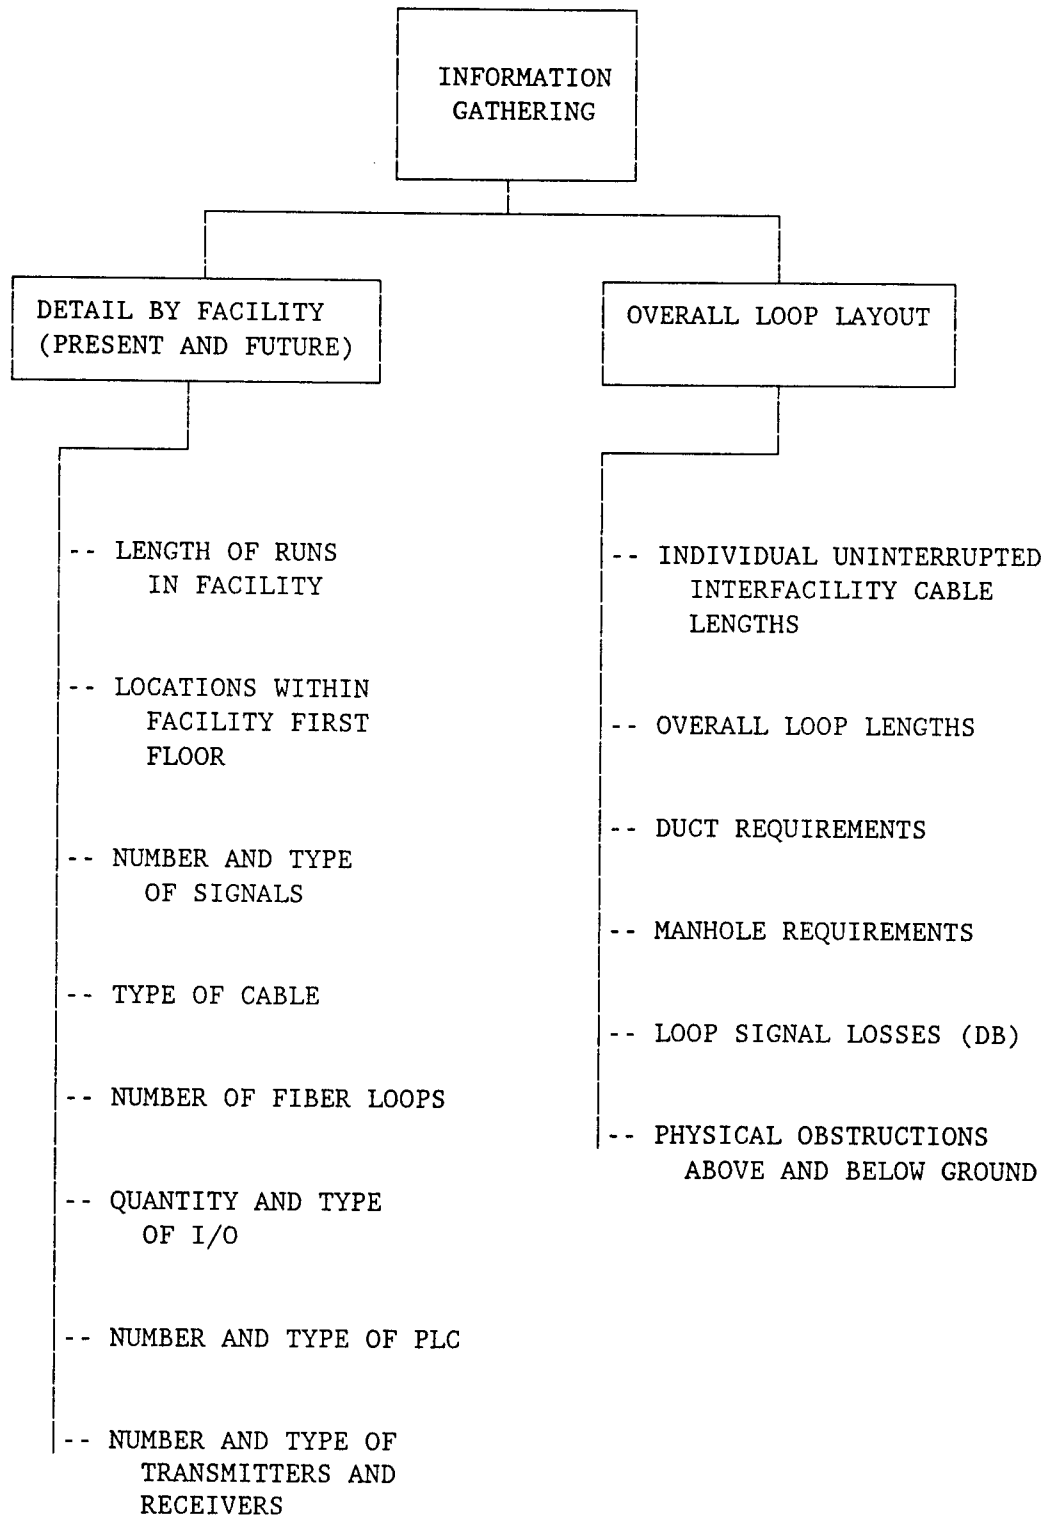 INFORMATION
GATHERING
DETAIL BY FACILITY
(PRESENT AND FUTURE)
-- LENGTH OF RUNS
IN FACILITY
-- LOCATIONS WITHIN
FACILITY FIRST
FLOOR
-- NUMBER AND TYPE
OF SIGNALS
-- TYPE OF CABLE
-- NUMBER OF FIBER LOOPS
-- QUANTITY AND TYPE
OF I/O
-- NUMBER AND TYPE OF PLC
-- NUMBER AND TYPE OF
TRANSMITTERS AND
RECEIVERS
OVERALL LOOP LAYOUT
-- INDIVIDUAL UNINTERRUPTED
INTERFACILITY CABLE
LENGTHS
-- OVERALL LOOP LENGTHS
-- DUCT REQUIREMENTS
-- MANHOLE REQUIREMENTS
-- LOOP SIGNAL LOSSES (DB)
-- PHYSICAL OBSTRUCTIONS
ABOVE AND BELOW GROUND